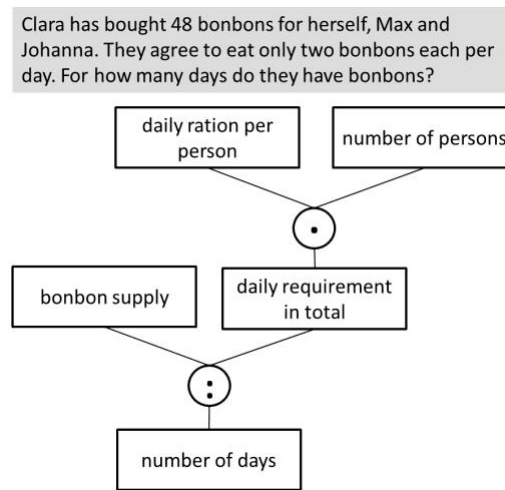 Clara has bought 48 bonbons for herself, Max and
Johanna. They agree to eat only two bonbons each per
day. For how many days do they have bonbons?
daily ration per
person
number of persons
·
bonbon supply
daily requirement
in total
:
number of days